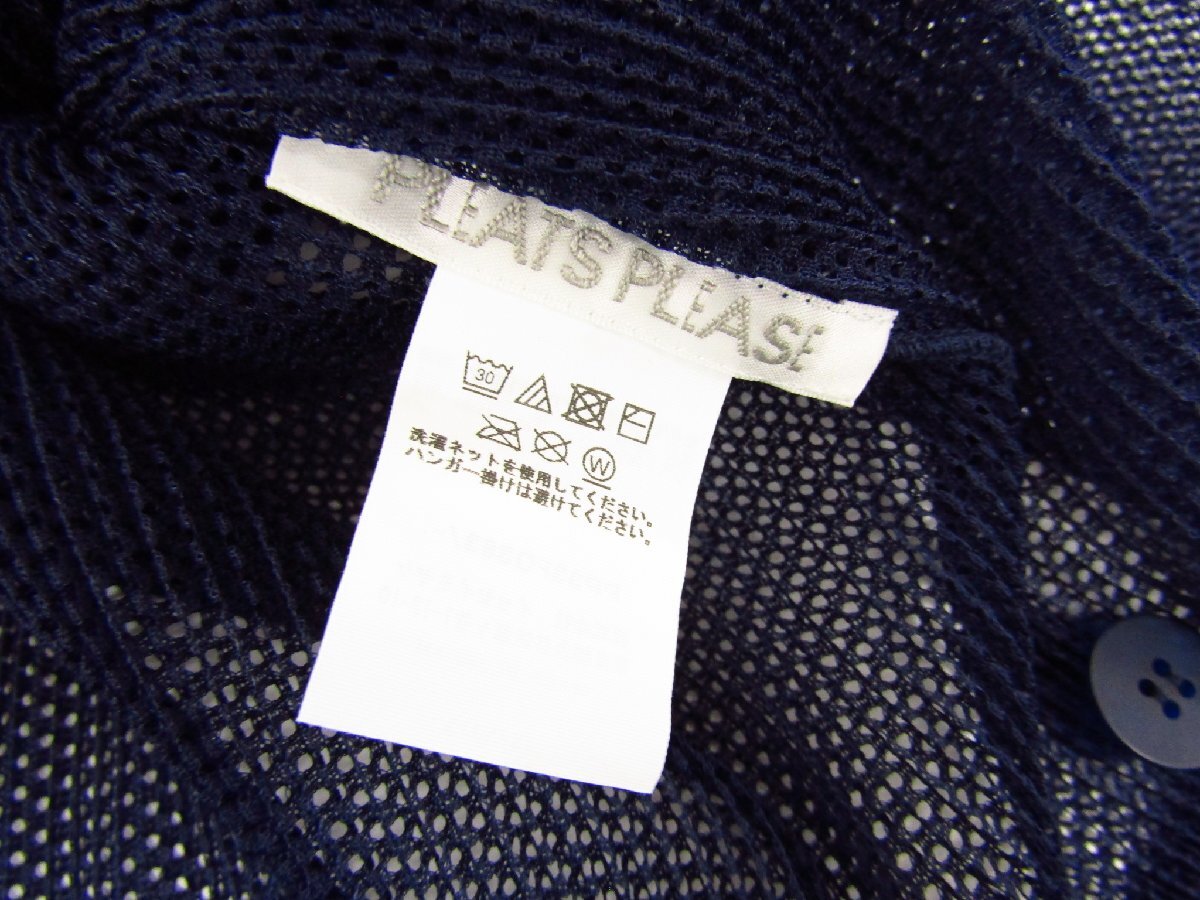 PLEATS PLEASE
30
W
洗濯ネットを使用してください。
ハンガー掛けは避けてください。